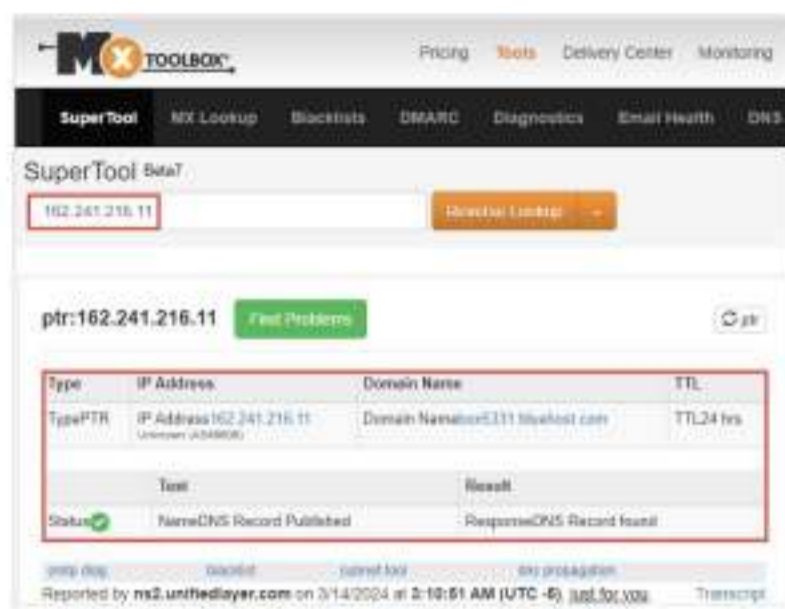 MX TOOLBOX
Pricing Tools Delivery Center Monitoring
SuperTool MX Lookup Blacklists DMARC Diagnostics Email Health DNS
SuperTool Beta7
162.241.216.11 Reverse Lookup
ptr:162.241.216.11 Find Problems ptr
Type IP Address Domain Name TTL
TypePTR IP Address162.241.216.11 Domain Namebox5331.bluehost.com TTL24 hrs
Unknown
Test Result
Status NameDNS Record Published ResponseDNS Record found
smtp diag blacklist subnet tool dns propagation
Reported by ns2.unifiedlayer.com on 3/14/2024 at 3:10:51 AM (UTC -5), just for you. Transcript